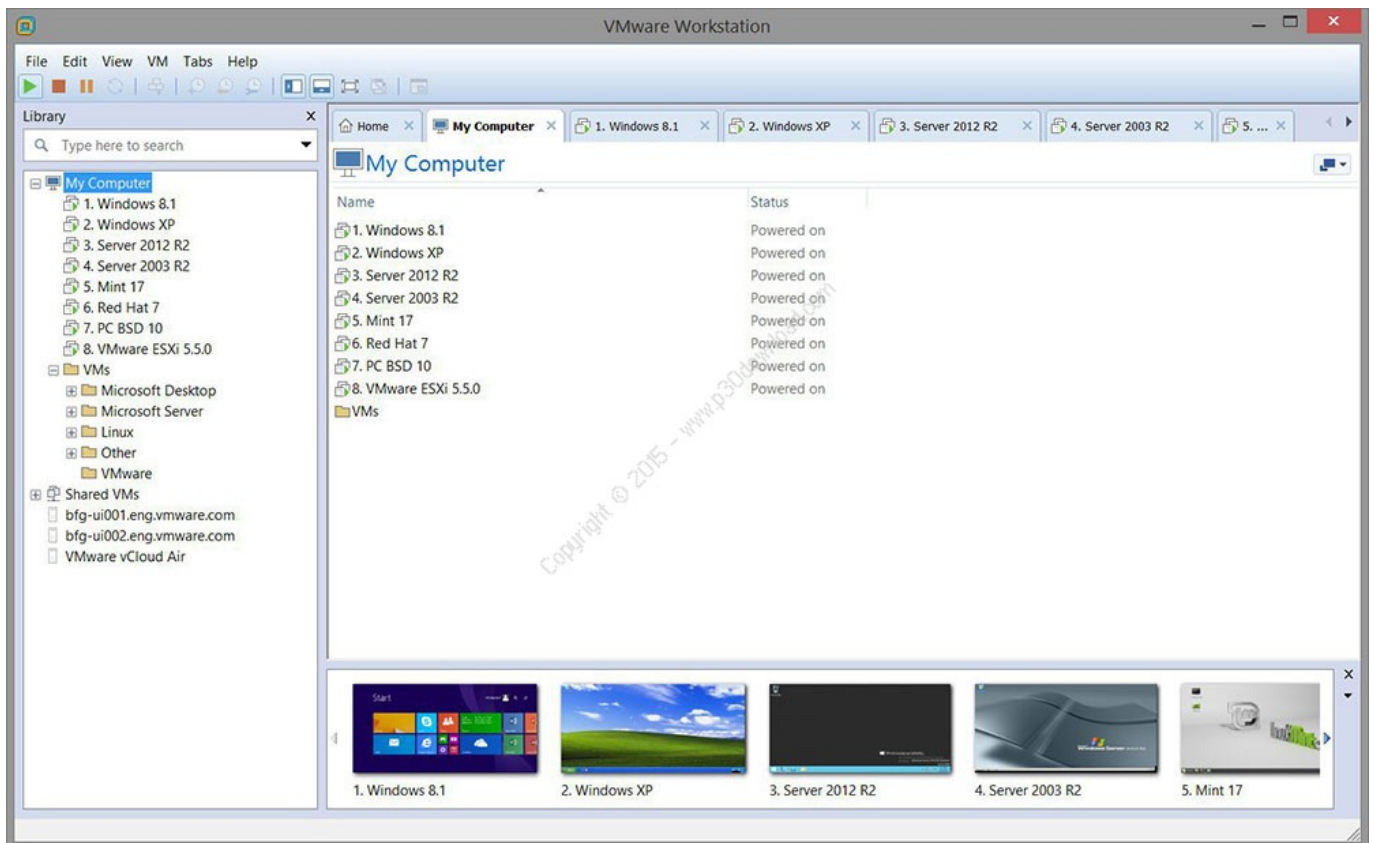 VMware Workstation
File Edit View VM Tabs Help
Library
Type here to search
My Computer
1. Windows 8.1
2. Windows XP
3. Server 2012 R2
4. Server 2003 R2
5. Mint 17
6. Red Hat 7
7. PC BSD 10
8. VMware ESXi 5.5.0
VMs
Microsoft Desktop
Microsoft Server
Linux
Other
VMware
Shared VMs
bfg-ui001.eng.vmware.com
bfg-ui002.eng.vmware.com
VMware vCloud Air
Home My Computer 1. Windows 8.1 2. Windows XP 3. Server 2012 R2 4. Server 2003 R2 5. ...
My Computer
Name Status
1. Windows 8.1 Powered on
2. Windows XP Powered on
3. Server 2012 R2 Powered on
4. Server 2003 R2 Powered on
5. Mint 17 Powered on
6. Red Hat 7 Powered on
7. PC BSD 10 Powered on
8. VMware ESXi 5.5.0 Powered on
VMs
Copyright © 2015 - www.p30download.com
Start
1. Windows 8.1 2. Windows XP 3. Server 2012 R2 4. Server 2003 R2 5. Mint 17